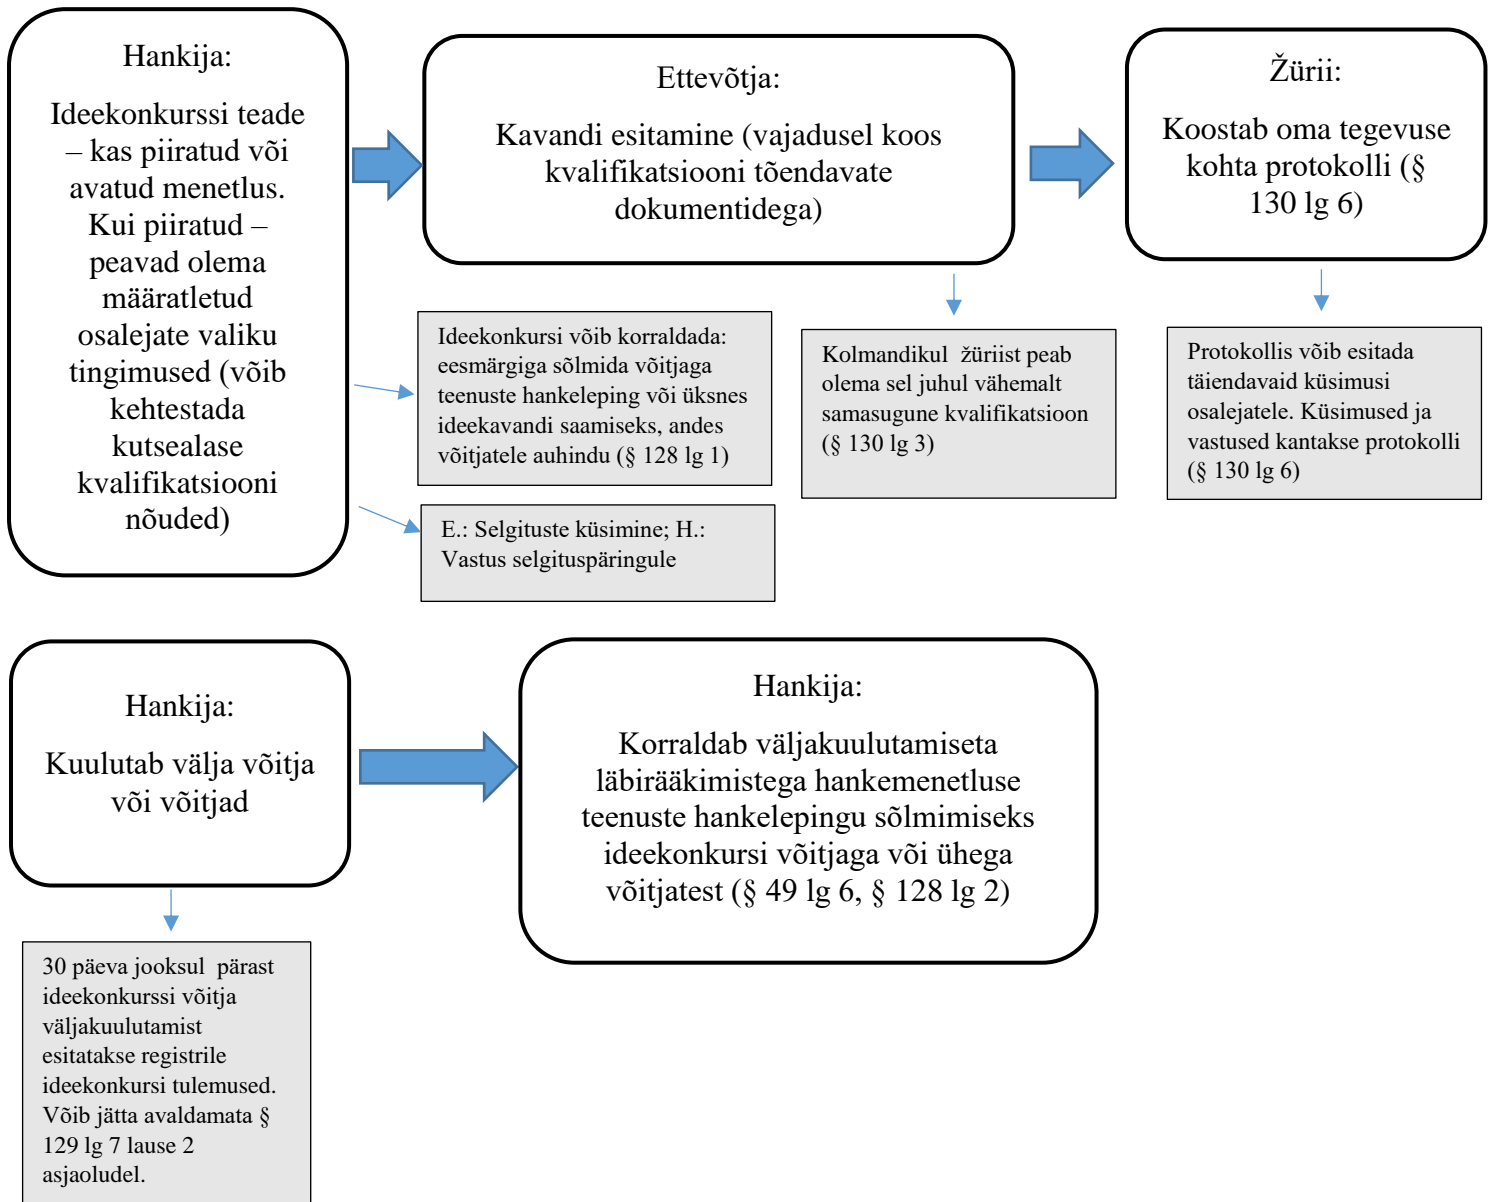 Hankija:
Ideekonkurssi teade
– kas piiratud või
avatud menetlus.
Kui piiratud –
peavad olema
määratletud
osalejate valiku
tingimused (võib
kehtestada
kutsealase
kvalifikatsiooni
nõuded)
Ettevõtja:
Kavandi esitamine (vajadusel koos
kvalifikatsiooni tõendavate
dokumentidega)
Žürii:
Koostab oma tegevuse
kohta protokolli (§
130 lg 6)
Ideekonkursi võib korraldada:
eesmärgiga sõlmida võitjaga
teenuste hankeleping või üksnes
ideekavandi saamiseks, andes
võitjatele auhindu (§ 128 lg 1)
Kolmandikul žüriist peab
olema sel juhul vähemalt
samasugune kvalifikatsioon
(§ 130 lg 3)
Protokollis võib esitada
täiendavaid küsimusi
osalejatele. Küsimused ja
vastused kantakse protokolli
(§ 130 lg 6)
E.: Selgituste küsimine; H.:
Vastus selgituspäringule
Hankija:
Kuulutab välja võitja
või võitjad
Hankija:
Korraldab väljakuulutamiseta
läbirääkimistega hankemenetluse
teenuste hankelepingu sõlmimiseks
ideekonkursi võitjaga või ühega
võitjatest (§ 49 lg 6, § 128 lg 2)
30 päeva jooksul pärast
ideekonkurssi võitja
väljakuulutamist
esitatakse registrile
ideekonkursi tulemused.
Võib jätta avaldamata §
129 lg 7 lause 2
asjaoludel.